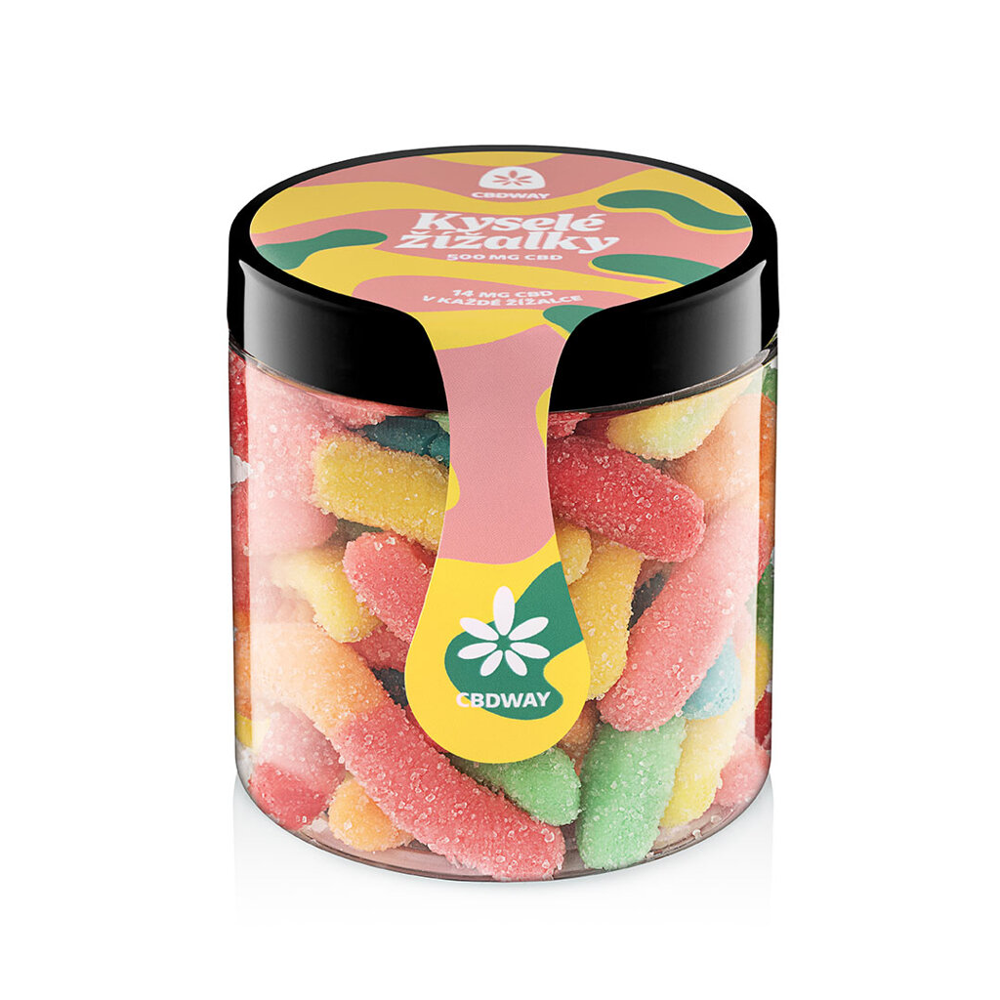 CBDWAY
Kyselé
žížalky
500 MG CBD
14 MG CBD
V KAŽDÉ ŽÍŽALCE
CBDWAY